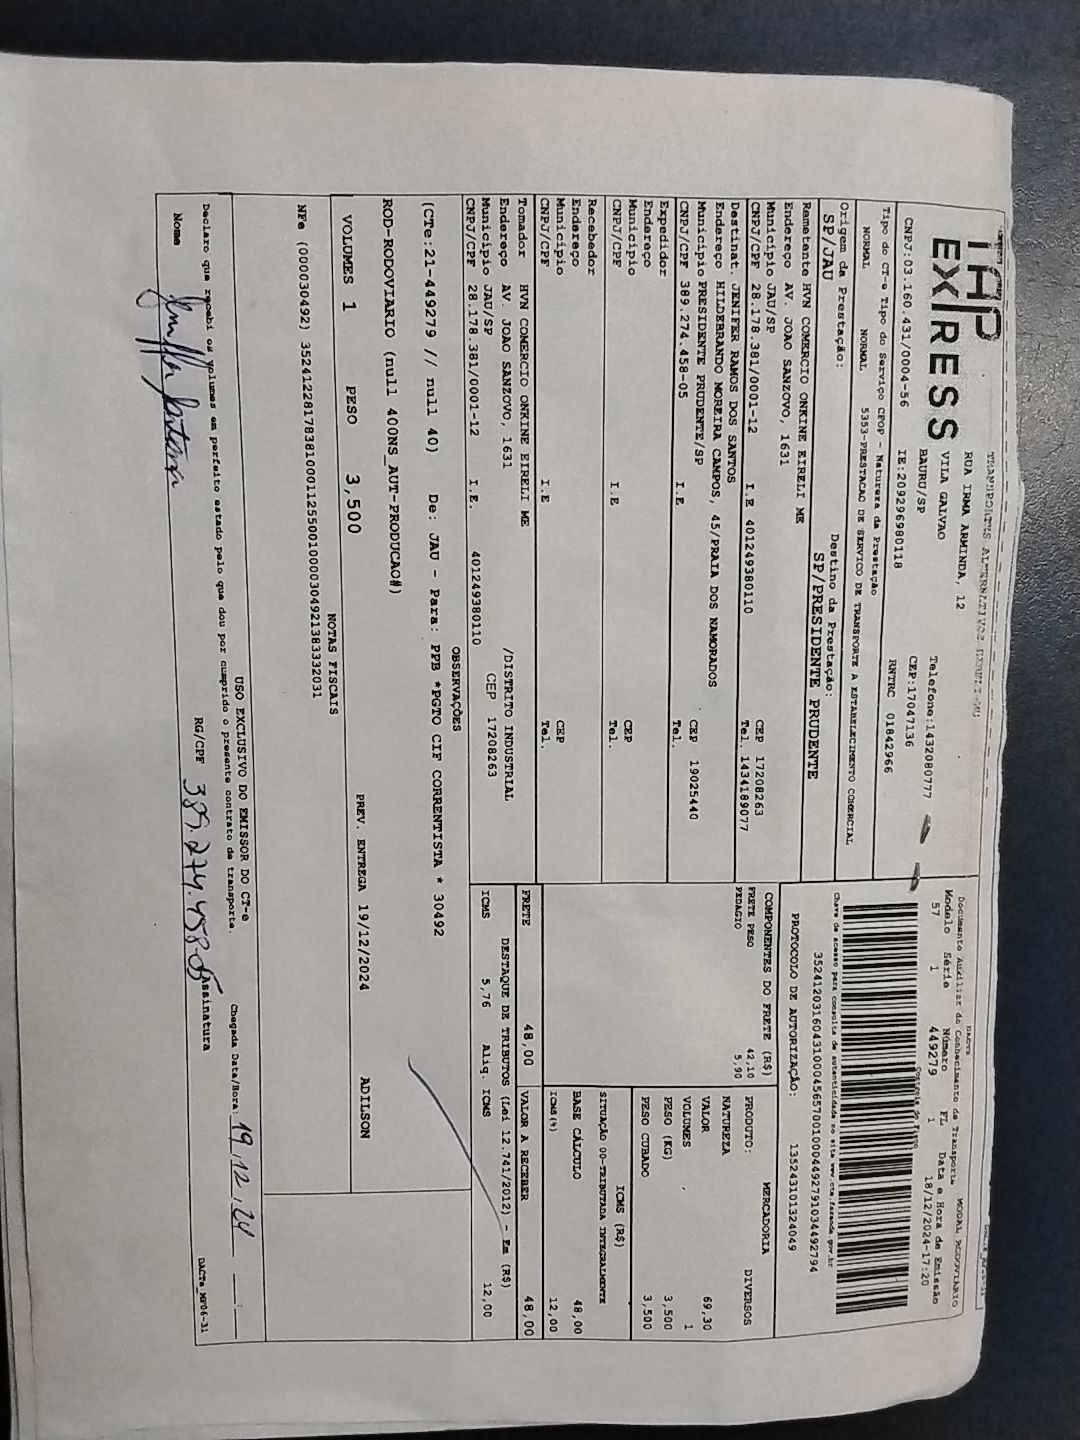 TAP
EXPRESS
RUA IRMA ARMINDA, 12
VILA GALVAO
BAURU/SP
Telefone:1432080777
CEP:17047136
CNPJ:03.160.431/0004-56 IE:209296980118 RNTRC 01842966
Tipo do CT-e Tipo do Serviço CFOP - Natureza da Prestação
NORMAL NORMAL 5353-PRESTACAO DE SERVICO DE TRANSPORTE A ESTABELECIMENTO COMERCIAL
Origem da Prestação: Destino da Prestação:
SP/JAU SP/PRESIDENTE PRUDENTE
Remetente HVN COMERCIO ONKINE EIRELI ME
Endereço AV. JOAO SANZOVO, 1631
Município JAU/SP CEP 17208263
CNPJ/CPF 28.178.381/0001-12 I.E 401249380110 Tel. 1434189077
Destinat. JENIFER RAMOS DOS SANTOS
Endereço HILDEBRANDO MOREIRA CAMPOS, 45/PRAIA DOS NAMORADOS
Município PRESIDENTE PRUDENTE/SP CEP 19025440
CNPJ/CPF 389.274.458-05 I.E Tel.
Expedidor
Endereço
Município CEP
CNPJ/CPF I.E Tel.
Recebedor
Endereço
Município CEP
CNPJ/CPF I.E Tel.
Tomador HVN COMERCIO ONKINE EIRELI ME
Endereço AV. JOAO SANZOVO, 1631 /DISTRITO INDUSTRIAL
Município JAU/SP CEP 17208263
CNPJ/CPF 28.178.381/0001-12 I.E. 401249380110
DACTE
Documento Auxiliar do Conhecimento de Transporte MODAL RODOVIARIO
Modelo Série Número FL Data e Hora de Emissão
57 1 449279 1 18/12/2024-17:20
Controle do Fisco
Chave de acesso para consulta de autenticidade no site www.cte.fazenda.gov.br
35241203160431000456570010004492791034492794
PROTOCOLO DE AUTORIZAÇÃO: 135243101324049
COMPONENTES DO FRETE (R$)
FRETE PESO 42,10
PEDAGIO 5,90
MERCADORIA
PRODUTO: DIVERSOS
NATUREZA
VALOR 69,30
VOLUMES 1
PESO (KG) 3,500
PESO CUBADO 3,500
ICMS (R$)
SITUAÇÃO 00-TRIBUTADA INTEGRALMENTE
BASE CÁLCULO 48,00
ICMS(%) 12,00
FRETE 48,00 VALOR A RECEBER 48,00
DESTAQUE DE TRIBUTOS (Lei 12.741/2012) - Em (R$)
ICMS 5,76 Aliq. ICMS 12,00
OBSERVAÇÕES
(CTe:21-449279 // null 40) De: JAU - Para: PPB *PGTO CIF CORRENTISTA * 30492
ROD-RODOVIARIO (null 400NS_AUT-PRODUCAO#)
VOLUMES 1 PESO 3,500 PREV. ENTREGA 19/12/2024 ADILSON
NOTAS FISCAIS
NFe (000030492) 35241228178381000112550010000304921383332031
USO EXCLUSIVO DO EMISSOR DO CT-e
Declaro que recebi os volumes em perfeito estado pelo que dou por cumprido o presente contrato de transporte.
Chegada Data/Hora: 19/12/24
Nome RG/CPF 389.274.458-05 Assinatura
DACTe_MP06-31